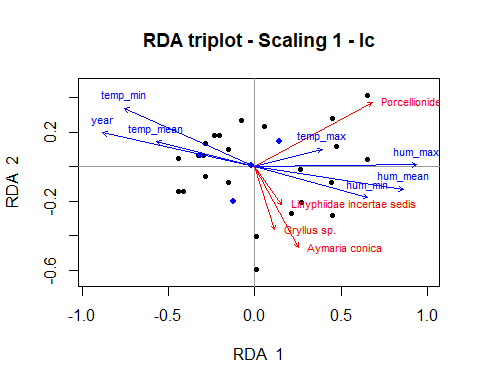 RDA triplot - Scaling 1 - lc
temp_min
Porcellionide
year
temp_mean
temp_max
hum_max
hum_mean
hum_min
Linyphiidae incertae sedis
Gryllus sp.
Aymaria conica
0.2
-0.2
-0.6
RDA 2
-1.0 -0.5 0.0 0.5 1.0
RDA 1